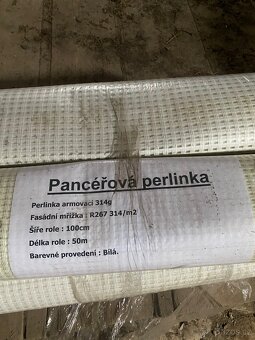 Pancéřová perlinka
Perlinka armovací 314g
Fasádní mřížka : R267 314/m2
Šíře role : 100cm
Délka role : 50m
Barevné provedení : Bílá.